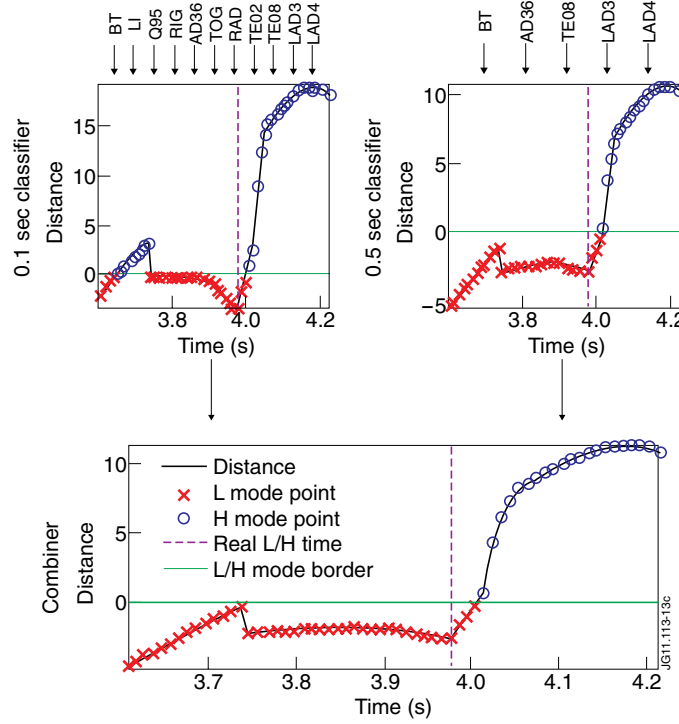 BT LI Q95 RIG AD36 TOG RAD TE02 TE08 LAD3 LAD4
BT AD36 TE08 LAD3 LAD4
0.1 sec classifier
Distance
15
10
5
0
3.8 4.0 4.2
Time (s)
0.5 sec classifier
Distance
10
5
0
−5
3.8 4.0 4.2
Time (s)
Combiner
Distance
10
0
Distance
L mode point
H mode point
Real L/H time
L/H mode border
3.7 3.8 3.9 4.0 4.1 4.2
Time (s)
JG11.113-13c